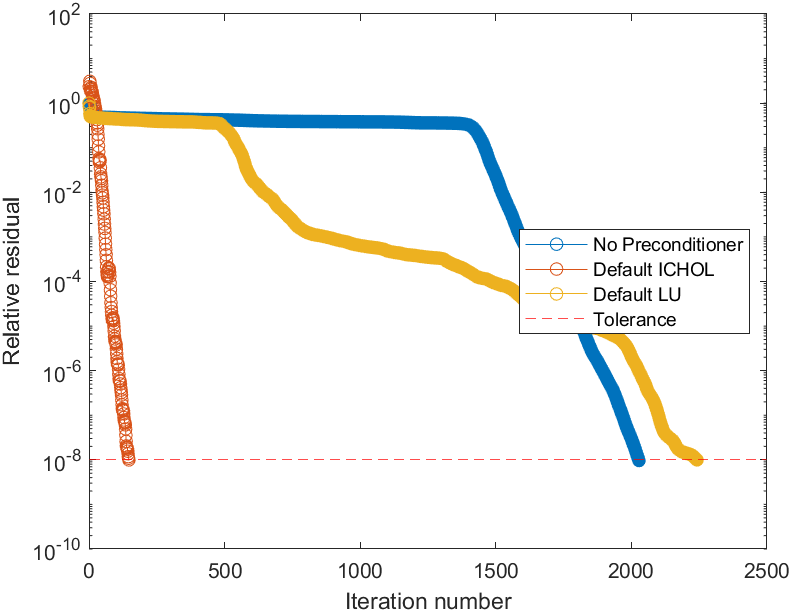 10^2
10^0
10^-2
10^-4
10^-6
10^-8
10^-10
Relative residual
No Preconditioner
Default ICHOL
Default LU
Tolerance
0 500 1000 1500 2000 2500
Iteration number